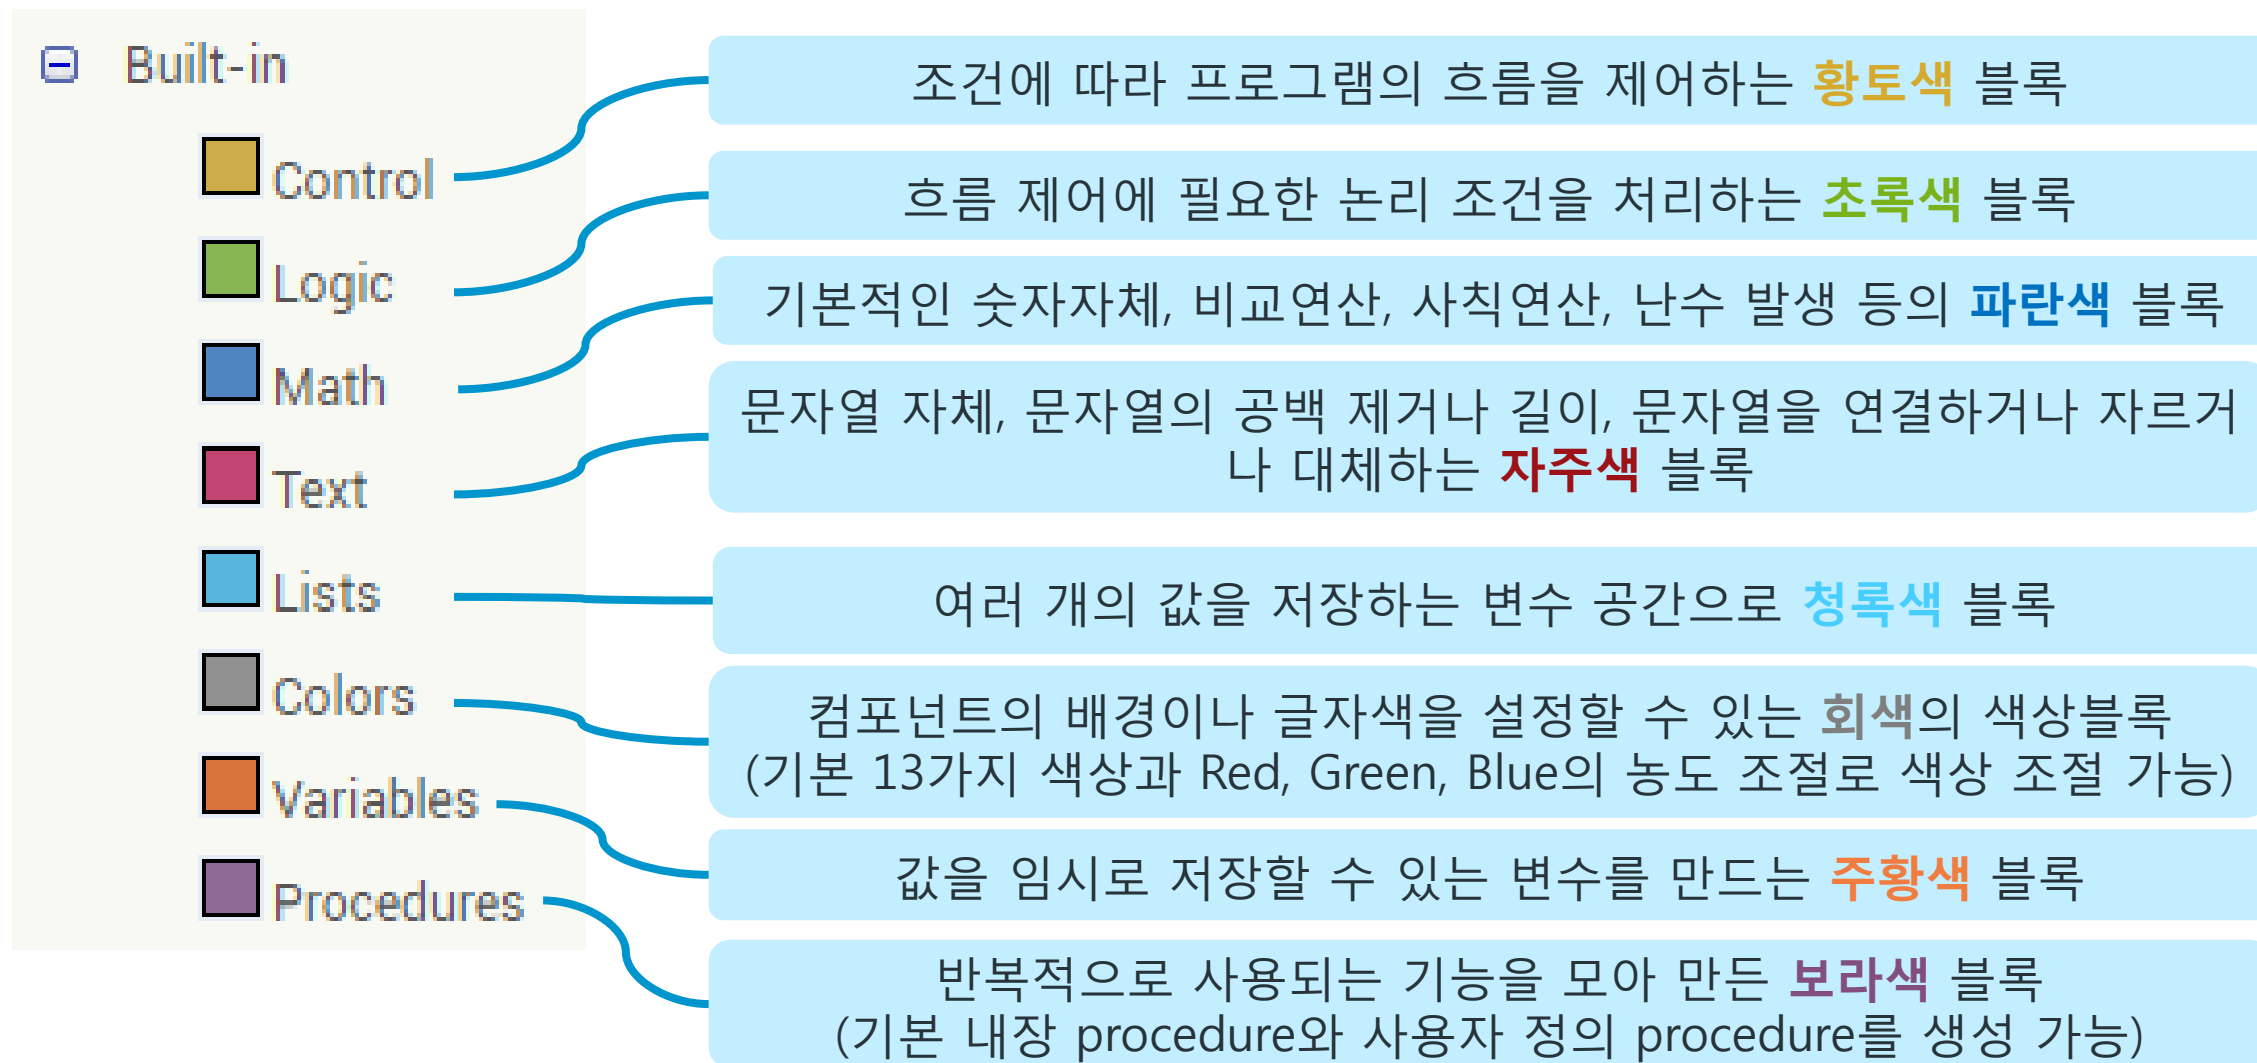 Built-in
Control
Logic
Math
Text
Lists
Colors
Variables
Procedures
조건에 따라 프로그램의 흐름을 제어하는 황토색 블록
흐름 제어에 필요한 논리 조건을 처리하는 초록색 블록
기본적인 숫자자체, 비교연산, 사칙연산, 난수 발생 등의 파란색 블록
문자열 자체, 문자열의 공백 제거나 길이, 문자열을 연결하거나 자르거
나 대체하는 자주색 블록
여러 개의 값을 저장하는 변수 공간으로 청록색 블록
컴포넌트의 배경이나 글자색을 설정할 수 있는 회색의 색상블록
(기본 13가지 색상과 Red, Green, Blue의 농도 조절로 색상 조절 가능)
값을 임시로 저장할 수 있는 변수를 만드는 주황색 블록
반복적으로 사용되는 기능을 모아 만든 보라색 블록
(기본 내장 procedure와 사용자 정의 procedure를 생성 가능)